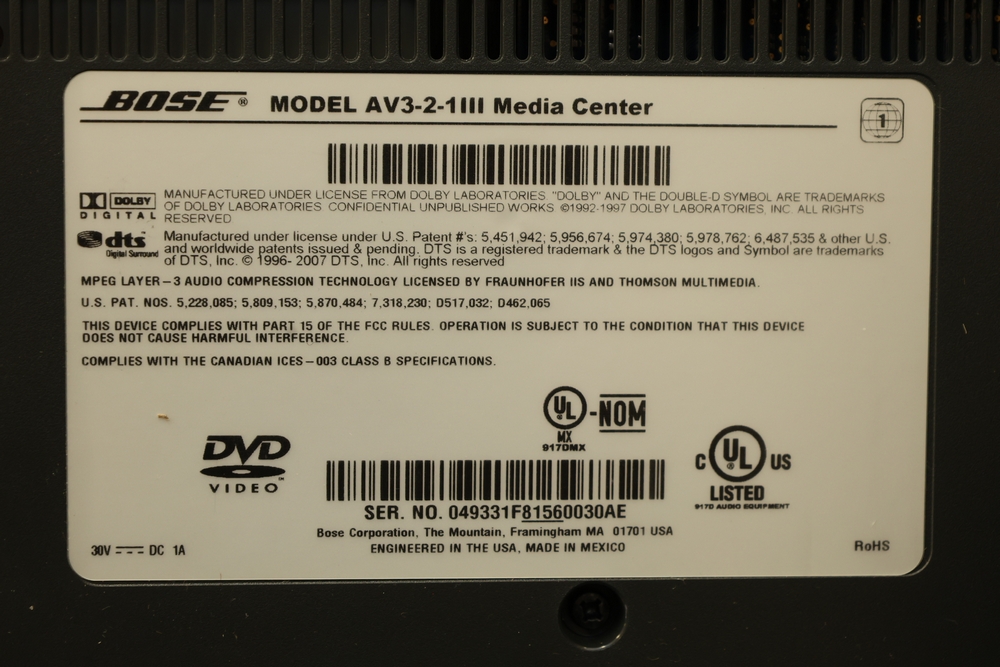 BOSE® MODEL AV3-2-1III Media Center
1
DOLBY
DIGITAL
MANUFACTURED UNDER LICENSE FROM DOLBY LABORATORIES. "DOLBY" AND THE DOUBLE-D SYMBOL ARE TRADEMARKS
OF DOLBY LABORATORIES. CONFIDENTIAL UNPUBLISHED WORKS. ©1992-1997 DOLBY LABORATORIES, INC. ALL RIGHTS
RESERVED
dts
Digital Surround
Manufactured under license under U.S. Patent #'s: 5,451,942; 5,956,674; 5,974,380; 5,978,762; 6,487,535 & other U.S.
and worldwide patents issued & pending. DTS is a registered trademark & the DTS logos and Symbol are trademarks
of DTS, Inc. © 1996- 2007 DTS, Inc. All rights reserved
MPEG LAYER-3 AUDIO COMPRESSION TECHNOLOGY LICENSED BY FRAUNHOFER IIS AND THOMSON MULTIMEDIA.
U.S. PAT. NOS. 5,228,085; 5,809,153; 5,870,484; 7,318,230; D517,032; D462,065
THIS DEVICE COMPLIES WITH PART 15 OF THE FCC RULES. OPERATION IS SUBJECT TO THE CONDITION THAT THIS DEVICE
DOES NOT CAUSE HARMFUL INTERFERENCE.
COMPLIES WITH THE CANADIAN ICES-003 CLASS B SPECIFICATIONS.
UL ® -NOM
MX
917DMX
DVD
VIDEO™
C UL ® US
LISTED
917D AUDIO EQUIPMENT
SER. NO. 049331F81560030AE
Bose Corporation, The Mountain, Framingham MA 01701 USA
ENGINEERED IN THE USA, MADE IN MEXICO
30V ⎓ DC 1A
RoHS